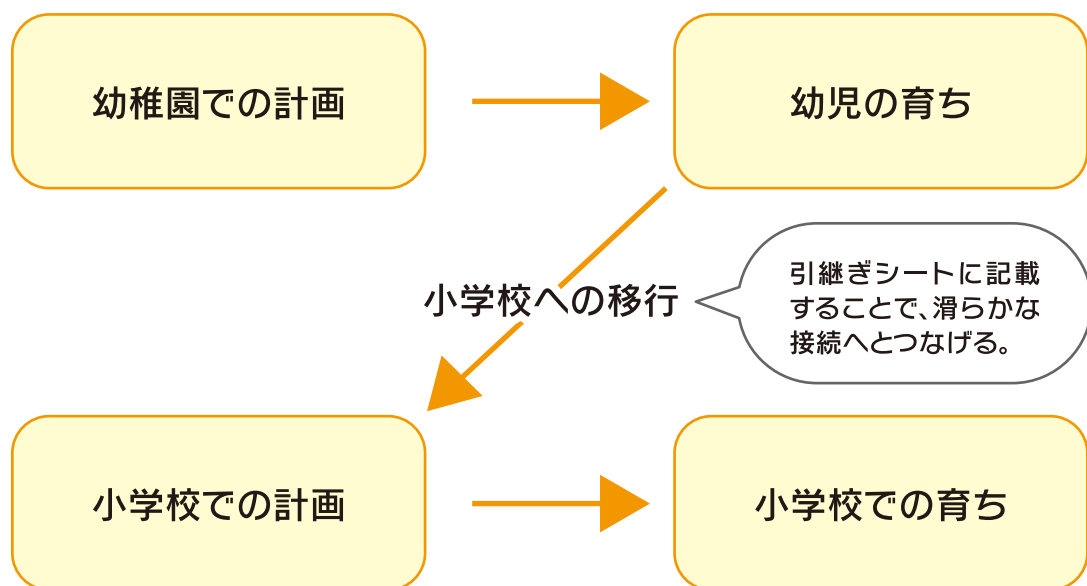 幼稚園での計画
幼児の育ち
小学校への移行
引継ぎシートに記載
することで、滑らかな
接続へとつなげる。
小学校での計画
小学校での育ち